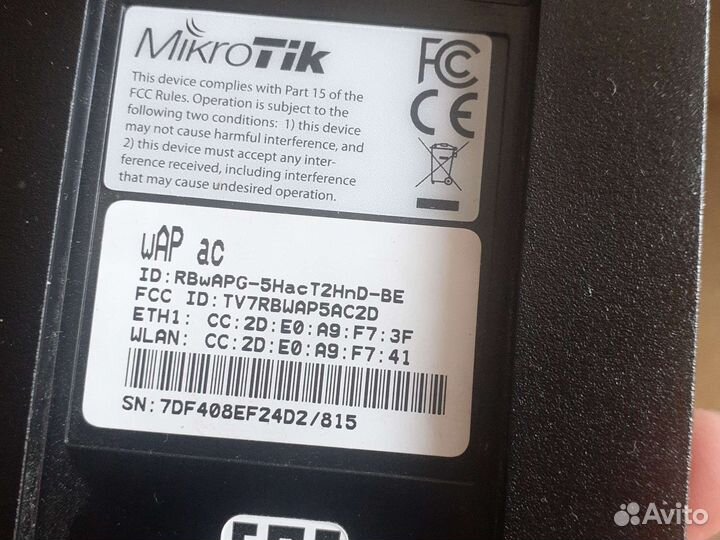 MikroTik
This device complies with Part 15 of the
FCC Rules. Operation is subject to the
following two conditions: 1) this device
may not cause harmful interference, and
2) this device must accept any inter-
ference received, including interference
that may cause undesired operation.
FC
CE
wAP ac
ID:RBwAPG-5HacT2HnD-BE
FCC ID:TV7RBWAP5AC2D
ETH1: CC:2D:E0:A9:F7:3F
WLAN: CC:2D:E0:A9:F7:41
SN:7DF408EF24D2/815
EAC
Avito